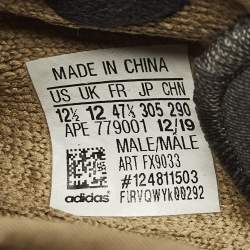 MADE IN CHINA
US UK FR JP CHN
12½ 12 47⅓ 305 290
APE 779001 12/19
MALE/MALE
ART FX9033
#124811503
adidas FiRVQWYk00292